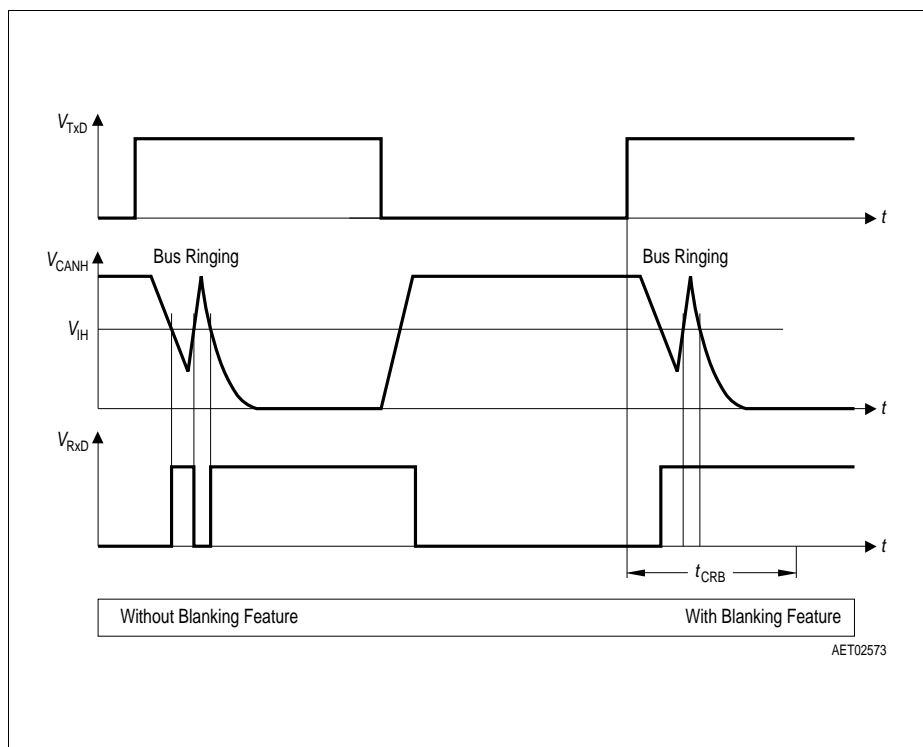 VTxD
t
VCANH
Bus Ringing
Bus Ringing
VIH
t
VRxD
t
tCRB
Without Blanking Feature
With Blanking Feature
AET02573